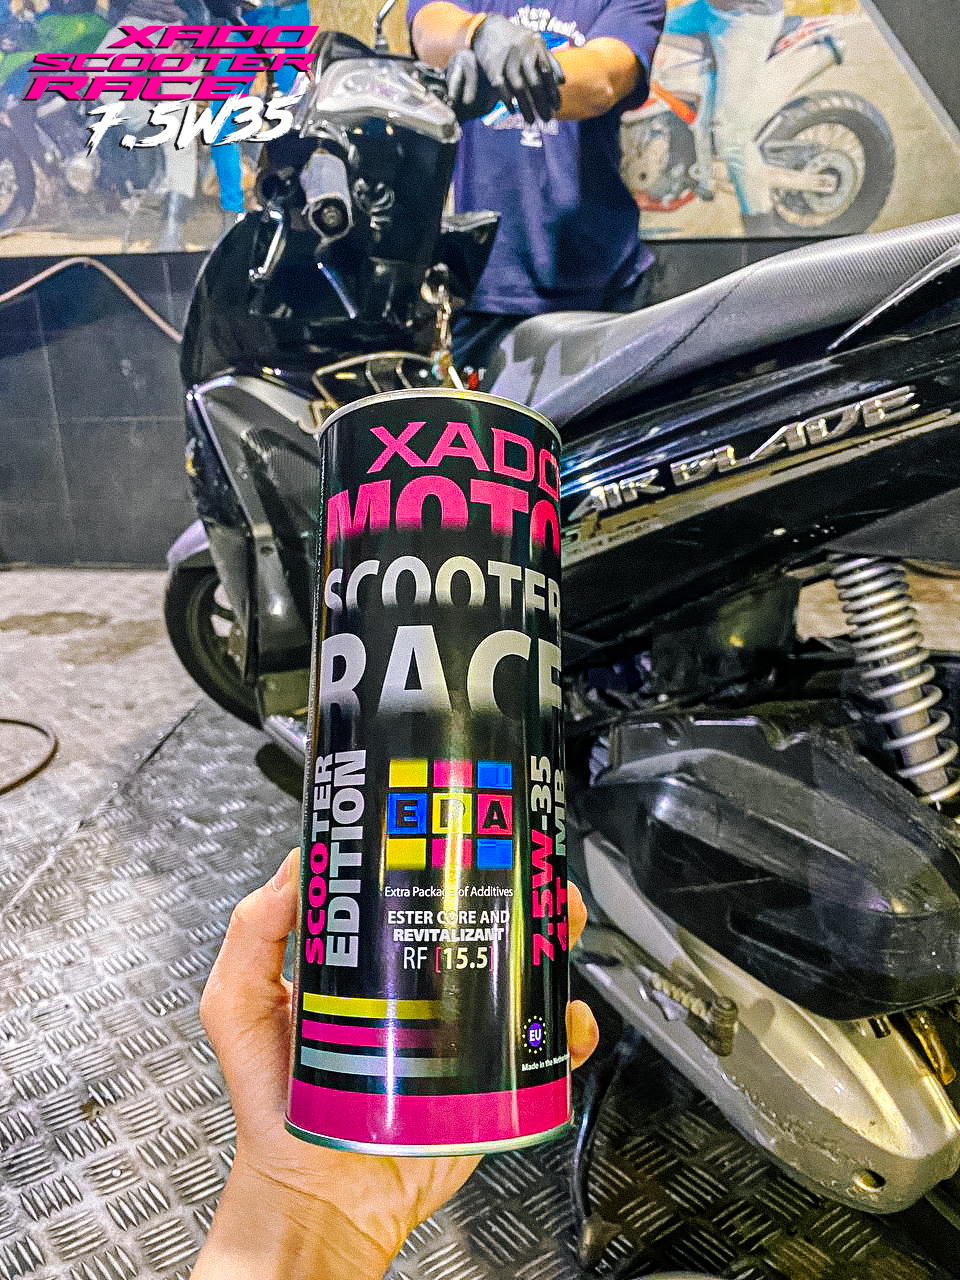 XADO
SCOOTER
RACE
7.5W35
XADO
MOTO
SCOOTER
RACE
SCOOTER
EDITION
EPA
Extra Package of Additives
ESTER CORE AND
REVITALIZANT
RF [15.5]
7.5W-35
4T MB
EU
Made in the Netherlands
AIR BLADE